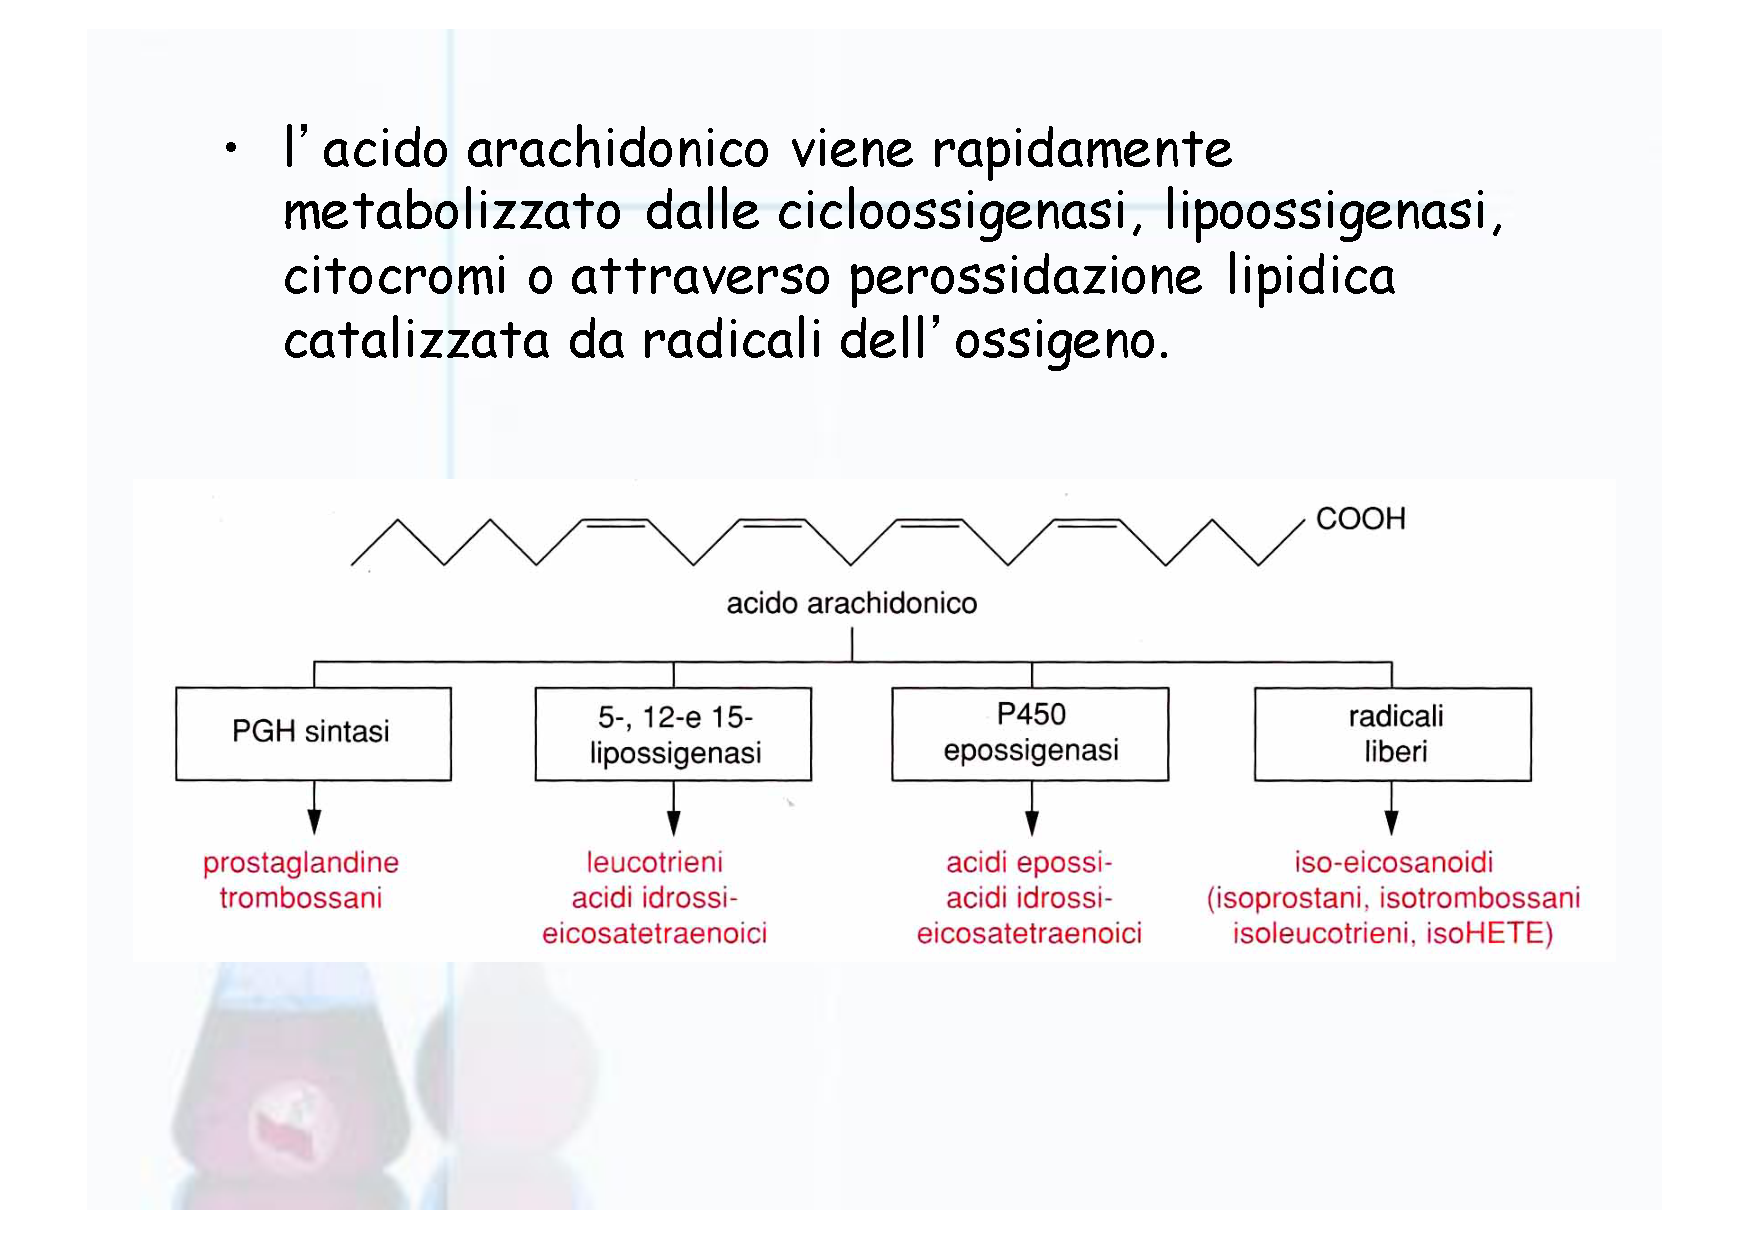 • l’acido arachidonico viene rapidamente
metabolizzato dalle cicloossigenasi, lipoossigenasi,
citocromi o attraverso perossidazione lipidica
catalizzata da radicali dell’ossigeno.
COOH
acido arachidonico
PGH sintasi
5-, 12-e 15-
lipossigenasi
P450
epossigenasi
radicali
liberi
prostaglandine
trombossani
leucotrieni
acidi idrossi-
eicosatetraenoici
acidi epossi-
acidi idrossi-
eicosatetraenoici
iso-eicosanoidi
(isoprostani, isotrombossani
isoleucotrieni, isoHETE)